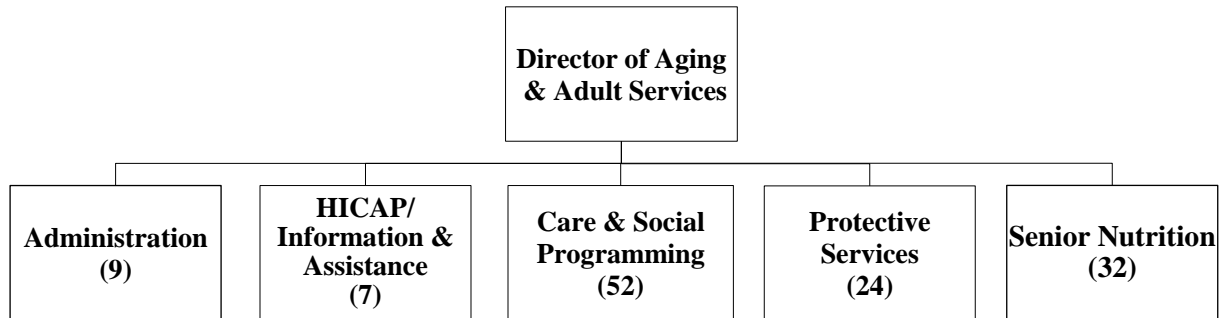 Director of Aging
& Adult Services
Administration
(9)
HICAP/
Information &
Assistance
(7)
Care & Social
Programming
(52)
Protective
Services
(24)
Senior Nutrition
(32)